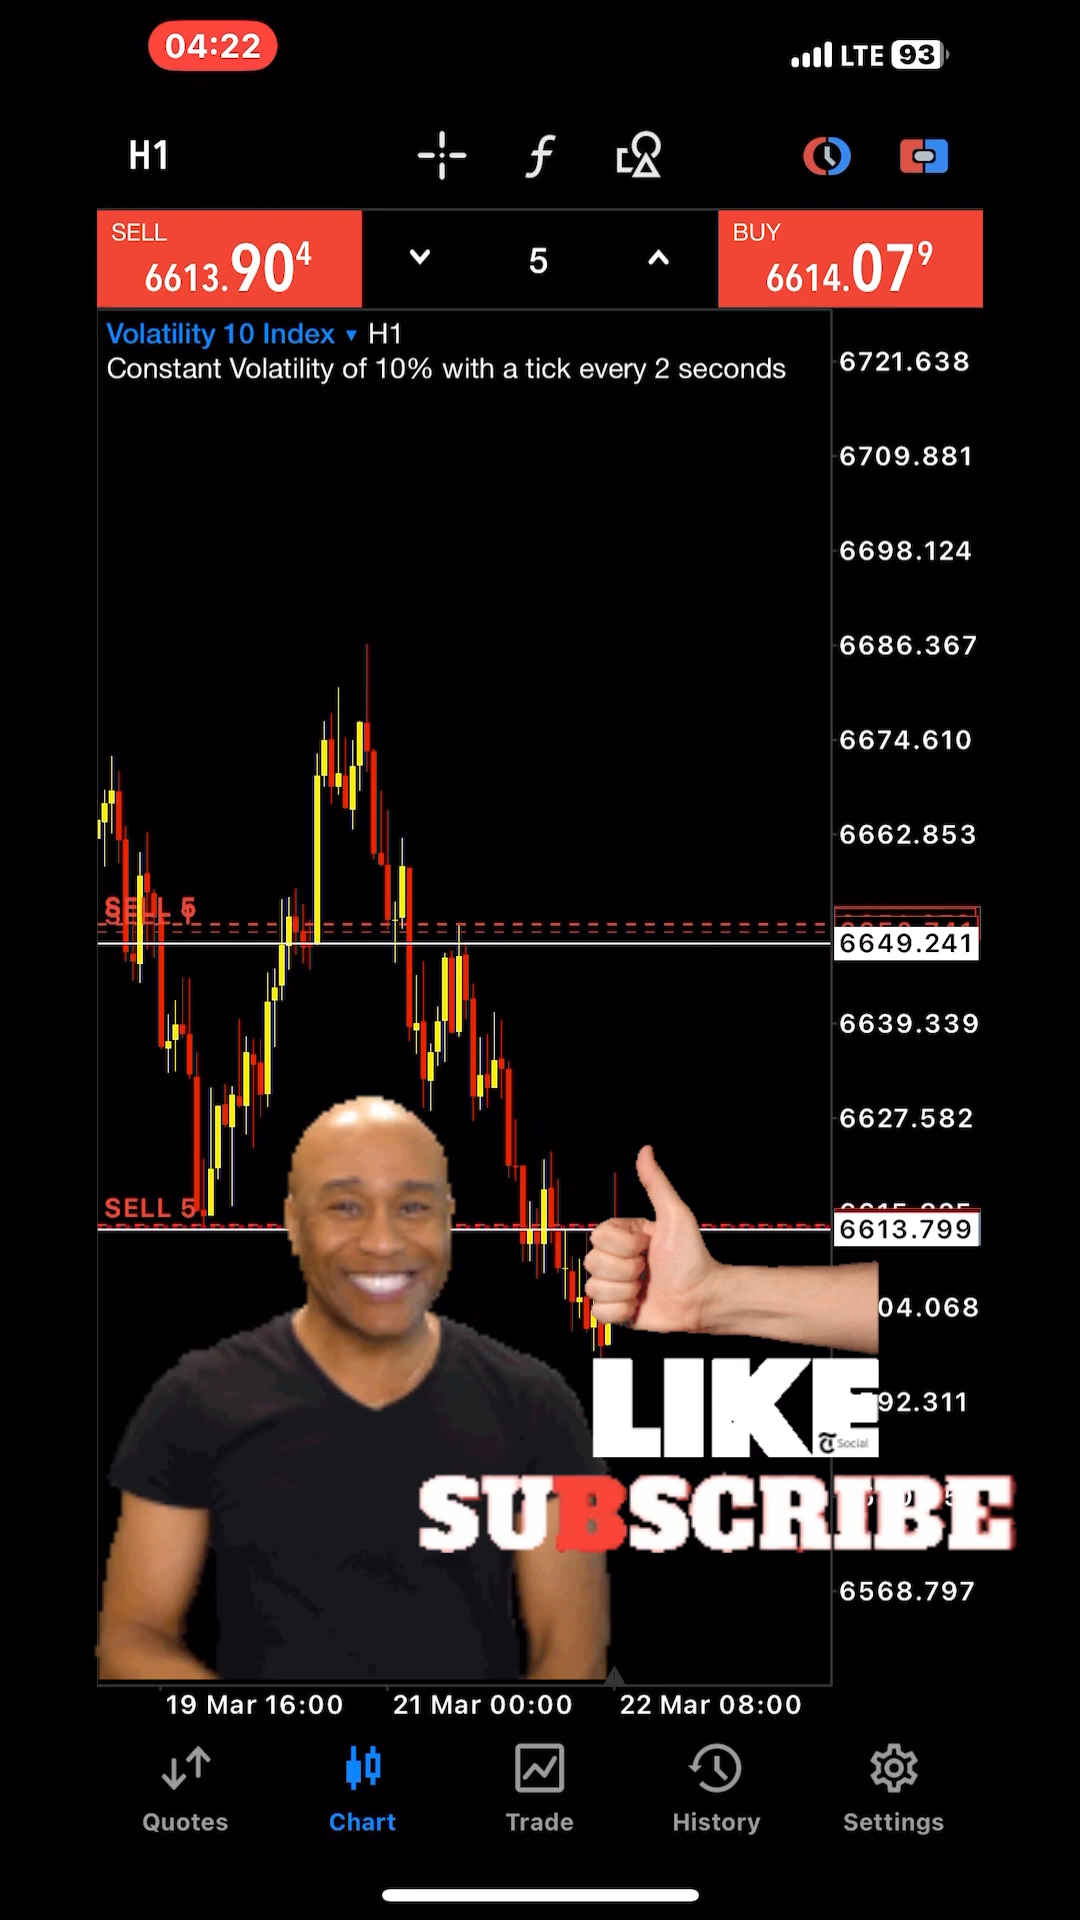 04:22
LTE 93
H1
SELL
6613.904
5
BUY
6614.079
Volatility 10 Index ▾ H1
Constant Volatility of 10% with a tick every 2 seconds
6721.638
6709.881
6698.124
6686.367
6674.610
6662.853
SELL 5
6649.241
6639.339
6627.582
SELL 5
6613.799
04.068
LIKE
92.311
Social
SUBSCRIBE
6568.797
19 Mar 16:00
21 Mar 00:00
22 Mar 08:00
Quotes
Chart
Trade
History
Settings